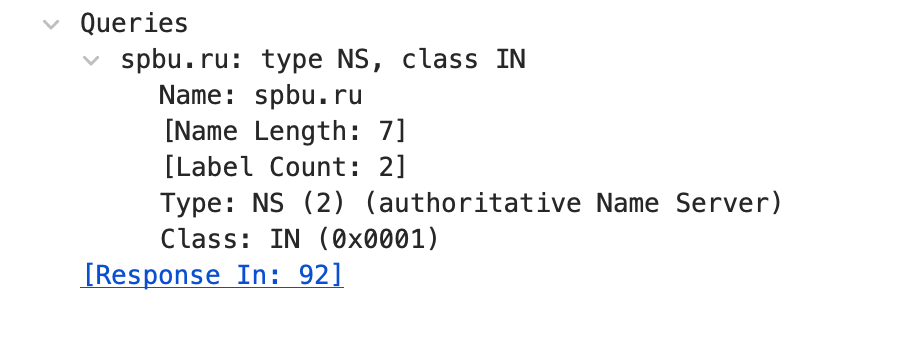 Queries
spbu.ru: type NS, class IN
Name: spbu.ru
[Name Length: 7]
[Label Count: 2]
Type: NS (2) (authoritative Name Server)
Class: IN (0x0001)
[Response In: 92]